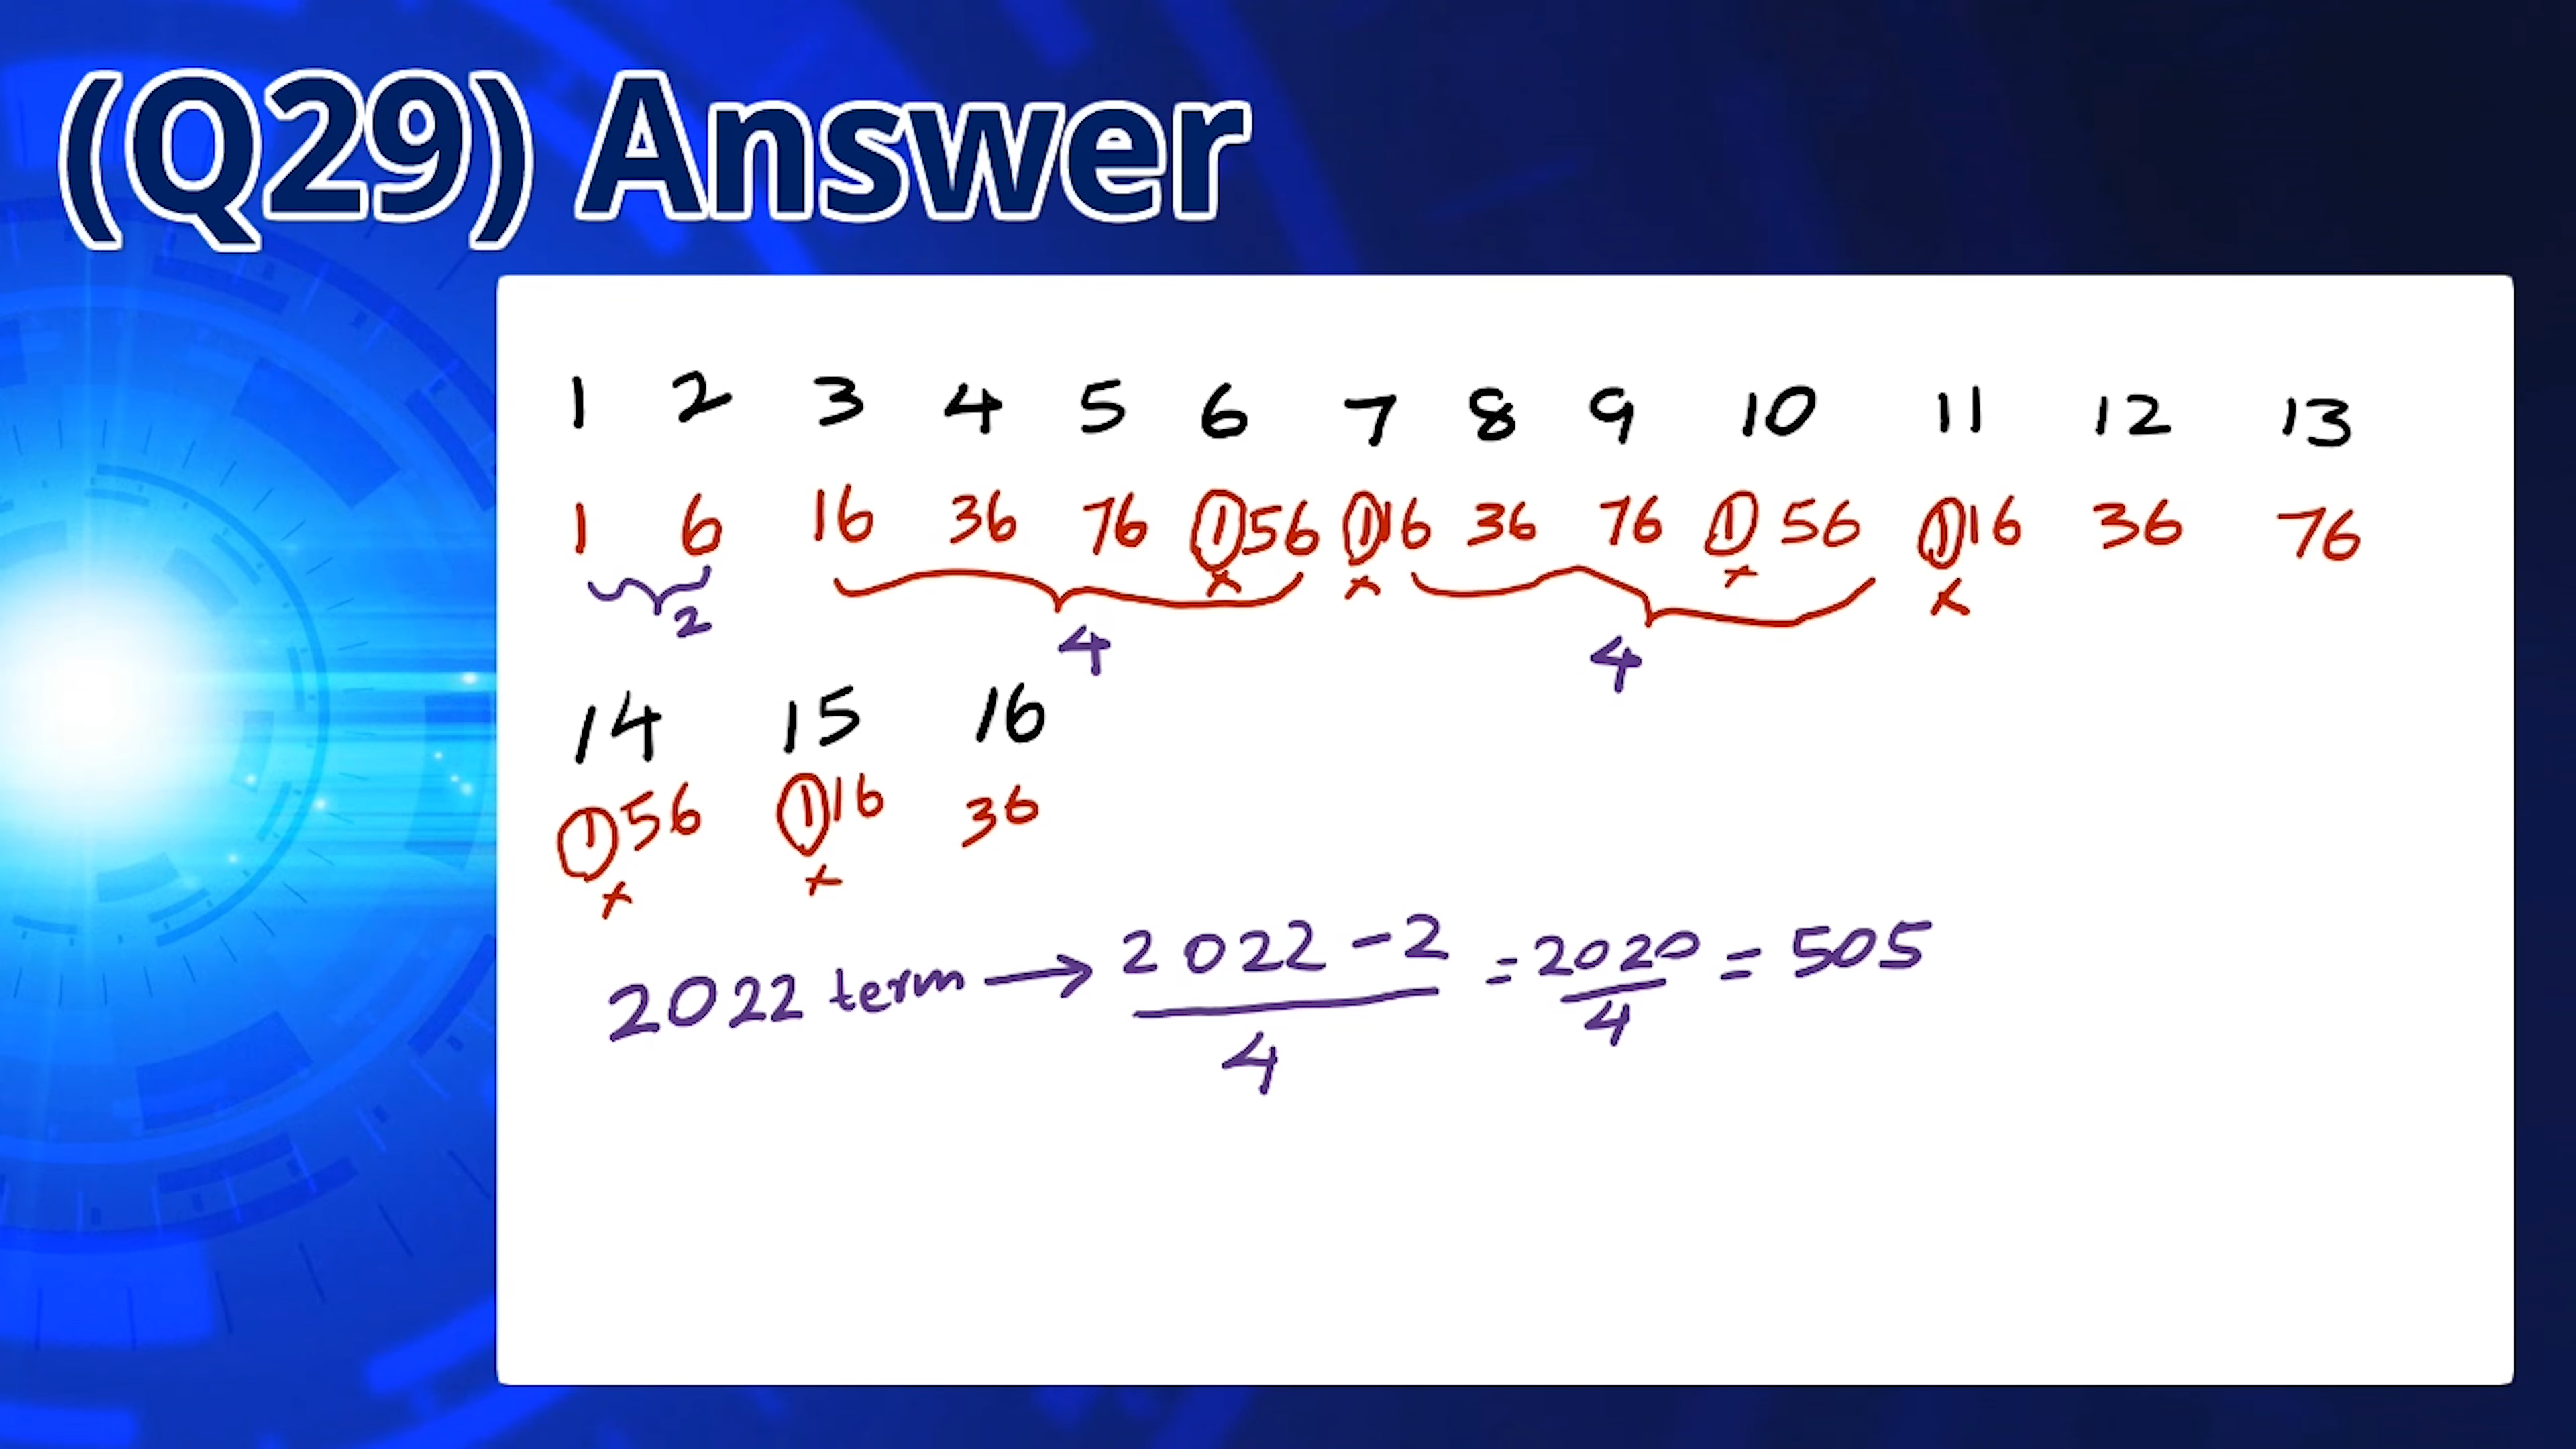 (Q29) Answer
1 2 3 4 5 6 7 8 9 10 11 12 13
1 6 16 36 76 156 116 36 76 156 116 36 76
x x x x
2 4 4
14 15 16
156 116 36
x x
2022 term → 2022 - 2 / 4 = 2020 / 4 = 505